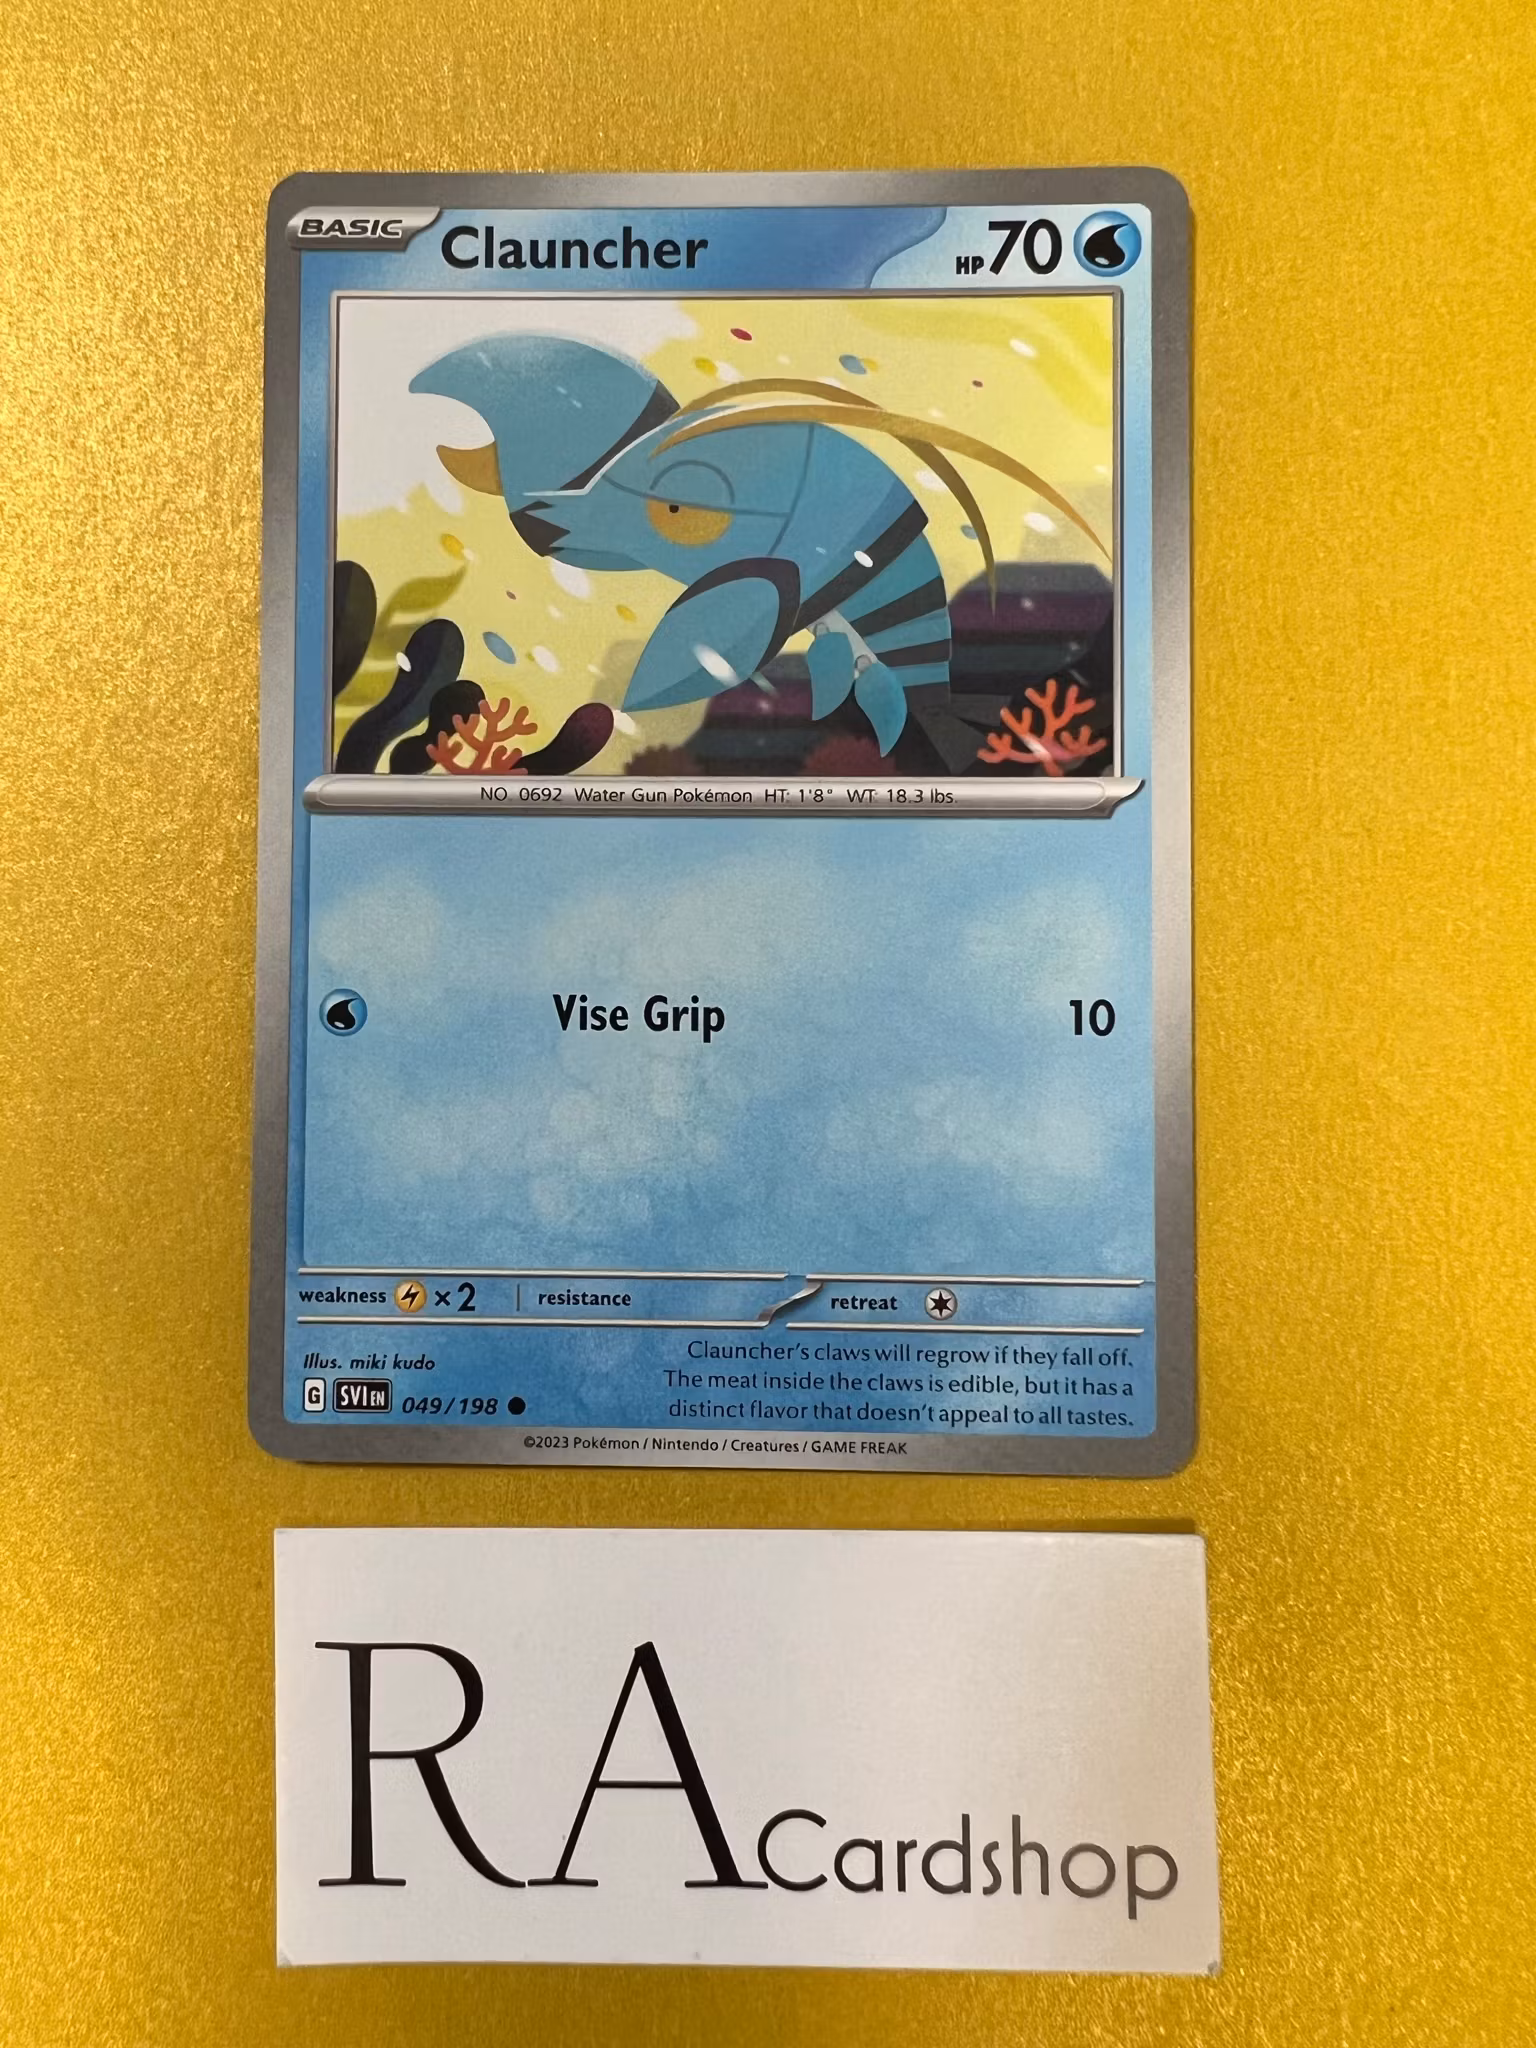 BASIC Clauncher HP 70
NO. 0692 Water Gun Pokémon HT: 1'8" WT: 18.3 lbs.
Vise Grip 10
weakness ×2 | resistance retreat
Illus. miki kudo
G SVI EN 049/198
Clauncher's claws will regrow if they fall off.
The meat inside the claws is edible, but it has a
distinct flavor that doesn't appeal to all tastes.
©2023 Pokémon / Nintendo / Creatures / GAME FREAK
RA Cardshop